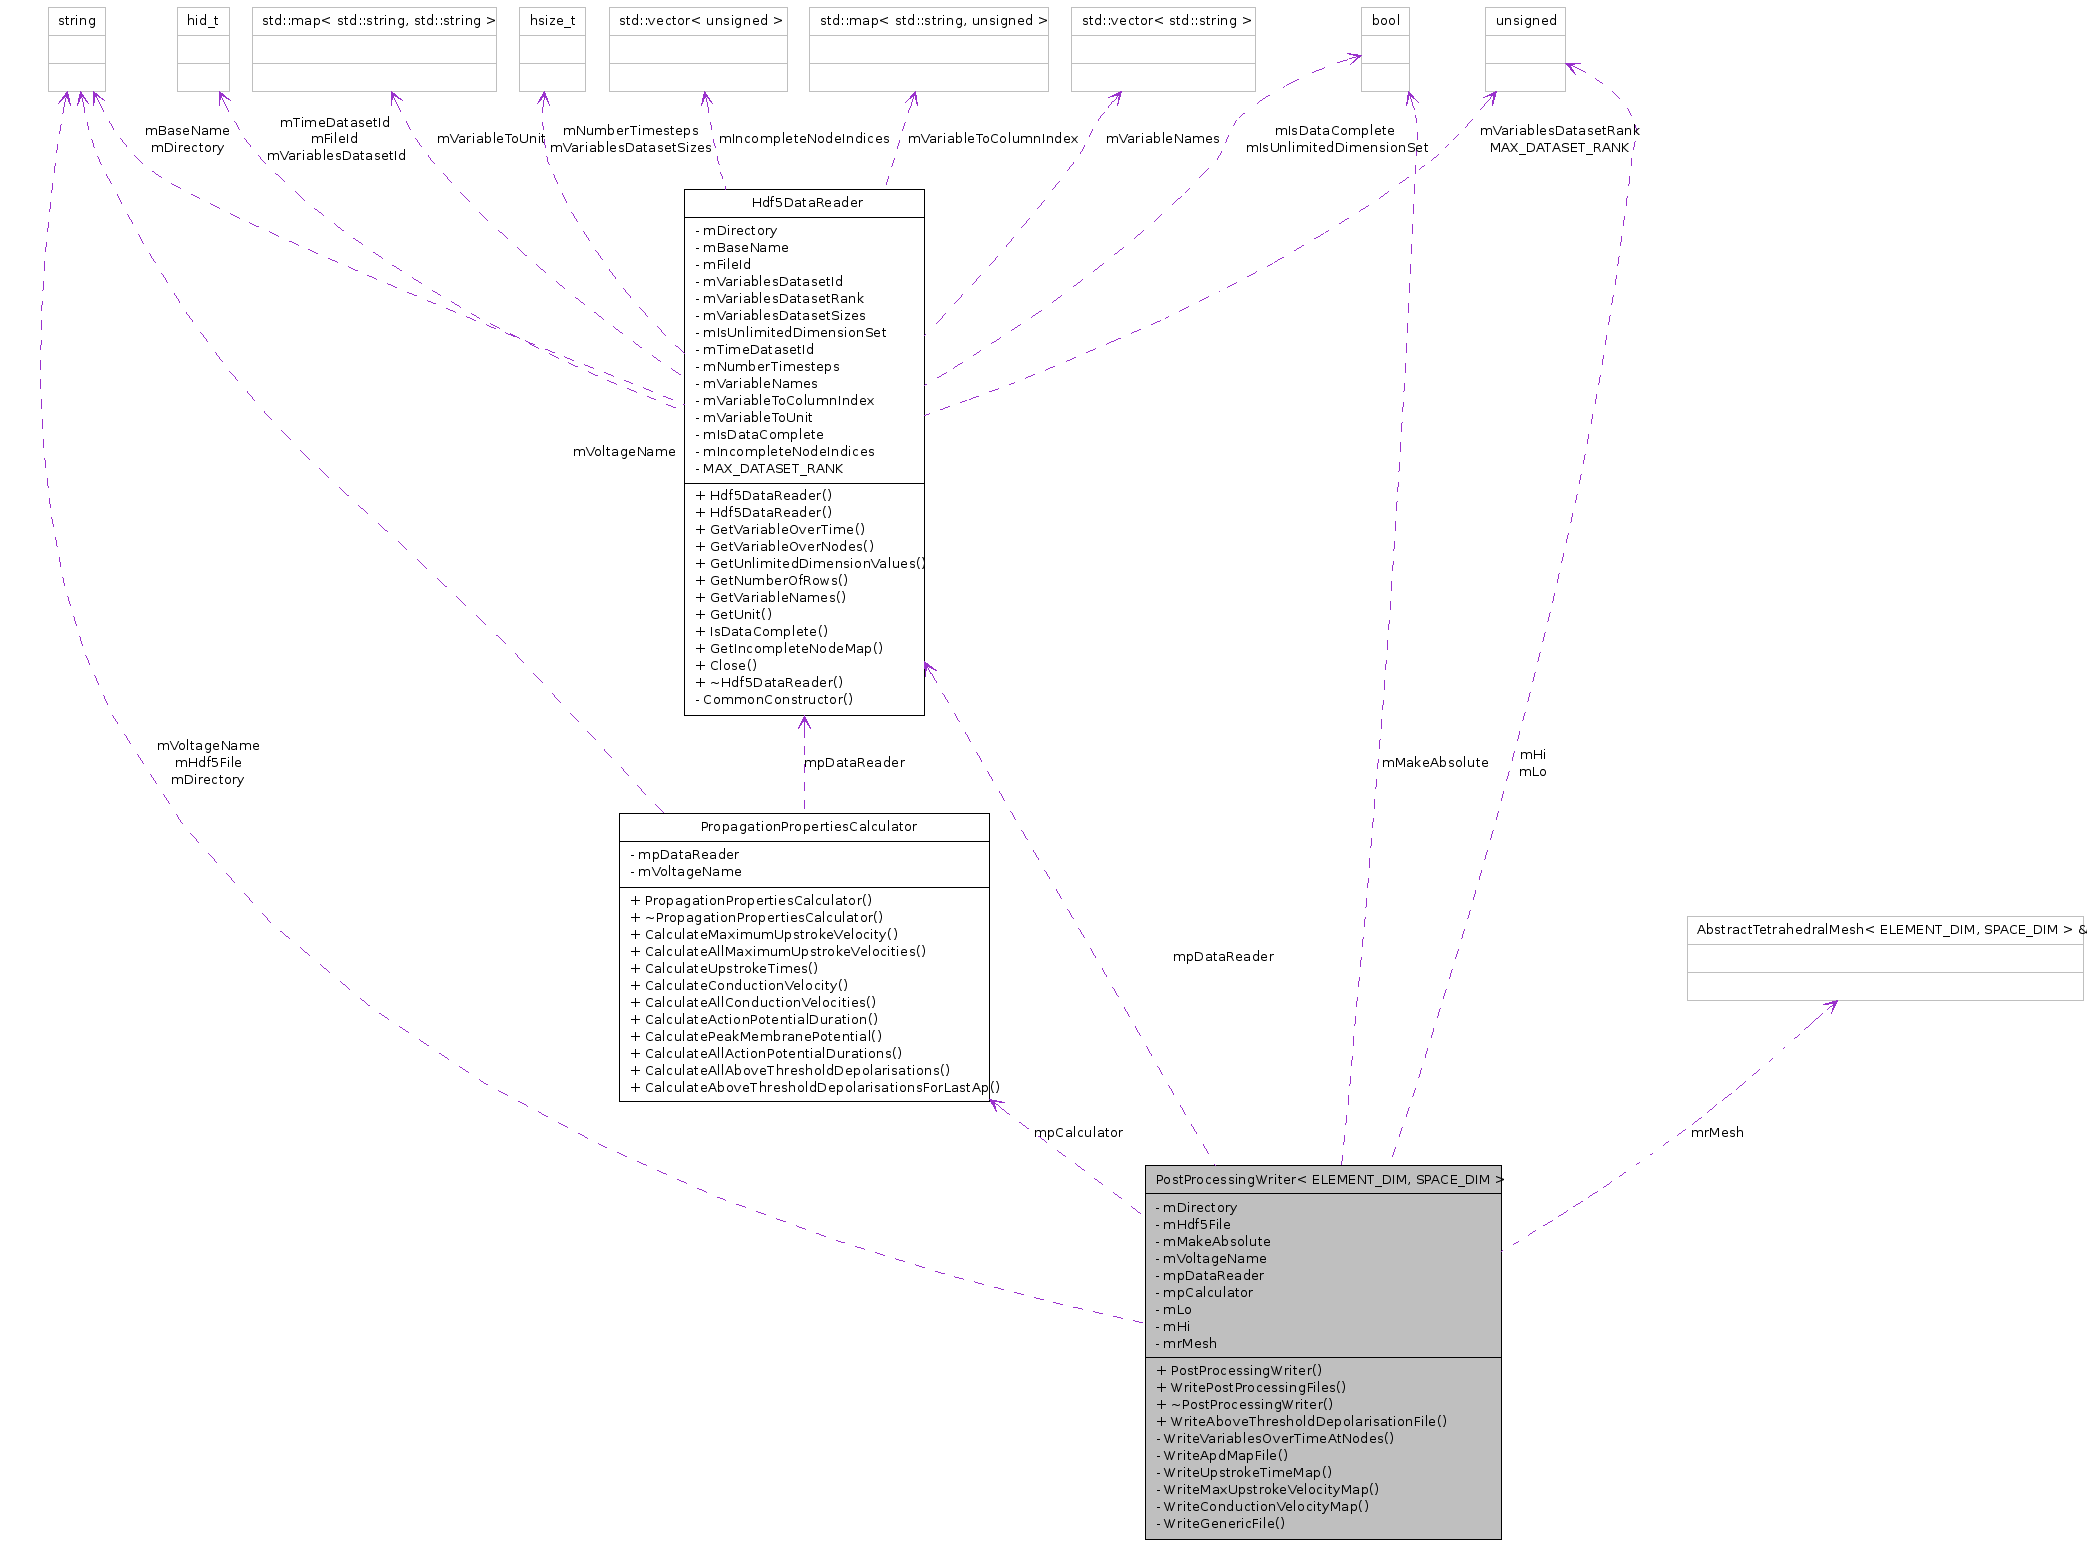 string
hid_t
std::map< std::string, std::string >
hsize_t
std::vector< unsigned >
std::map< std::string, unsigned >
std::vector< std::string >
bool
unsigned
mBaseName
mDirectory
mTimeDatasetId
mFileId
mVariablesDatasetId
mVariableToUnit
mNumberTimesteps
mVariablesDatasetSizes
mIncompleteNodeIndices
mVariableToColumnIndex
mVariableNames
mIsDataComplete
mIsUnlimitedDimensionSet
mVariablesDatasetRank
MAX_DATASET_RANK
Hdf5DataReader
- mDirectory
- mBaseName
- mFileId
- mVariablesDatasetId
- mVariablesDatasetRank
- mVariablesDatasetSizes
- mIsUnlimitedDimensionSet
- mTimeDatasetId
- mNumberTimesteps
- mVariableNames
- mVariableToColumnIndex
- mVariableToUnit
- mIsDataComplete
- mIncompleteNodeIndices
- MAX_DATASET_RANK
+ Hdf5DataReader()
+ Hdf5DataReader()
+ GetVariableOverTime()
+ GetVariableOverNodes()
+ GetUnlimitedDimensionValues()
+ GetNumberOfRows()
+ GetVariableNames()
+ GetUnit()
+ IsDataComplete()
+ GetIncompleteNodeMap()
+ Close()
+ ~Hdf5DataReader()
- CommonConstructor()
mVoltageName
mVoltageName
mHdf5File
mDirectory
mpDataReader
mMakeAbsolute
mHi
mLo
PropagationPropertiesCalculator
- mpDataReader
- mVoltageName
+ PropagationPropertiesCalculator()
+ ~PropagationPropertiesCalculator()
+ CalculateMaximumUpstrokeVelocity()
+ CalculateAllMaximumUpstrokeVelocities()
+ CalculateUpstrokeTimes()
+ CalculateConductionVelocity()
+ CalculateAllConductionVelocities()
+ CalculateActionPotentialDuration()
+ CalculatePeakMembranePotential()
+ CalculateAllActionPotentialDurations()
+ CalculateAllAboveThresholdDepolarisations()
+ CalculateAboveThresholdDepolarisationsForLastAp()
mpDataReader
AbstractTetrahedralMesh< ELEMENT_DIM, SPACE_DIM > &
mpCalculator
mrMesh
PostProcessingWriter< ELEMENT_DIM, SPACE_DIM >
- mDirectory
- mHdf5File
- mMakeAbsolute
- mVoltageName
- mpDataReader
- mpCalculator
- mLo
- mHi
- mrMesh
+ PostProcessingWriter()
+ WritePostProcessingFiles()
+ ~PostProcessingWriter()
+ WriteAboveThresholdDepolarisationFile()
- WriteVariablesOverTimeAtNodes()
- WriteApdMapFile()
- WriteUpstrokeTimeMap()
- WriteMaxUpstrokeVelocityMap()
- WriteConductionVelocityMap()
- WriteGenericFile()